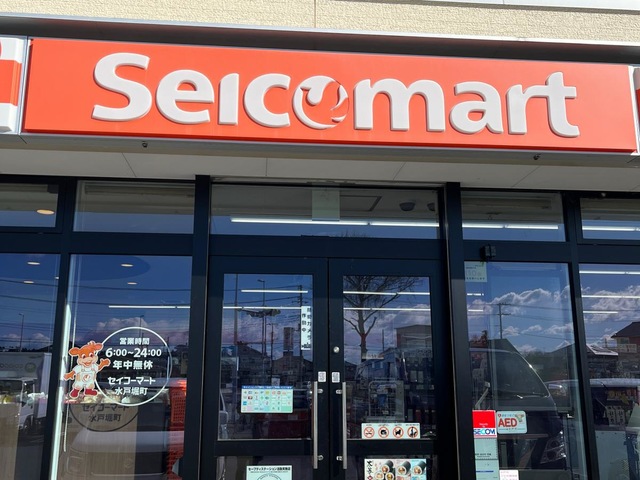 Seicomart
営業時間
6:00~24:00
年中無休
セイコーマート
水戸堀町
SECOM
AED